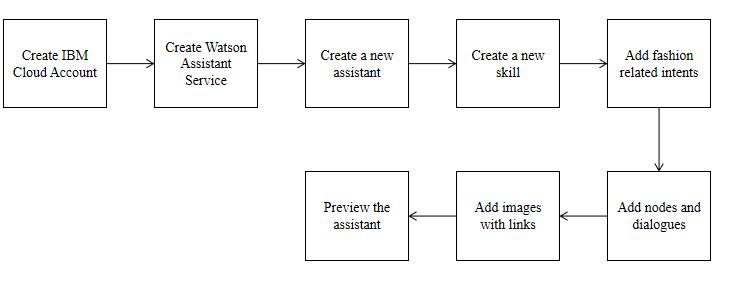 Create IBM
Cloud Account
Create Watson
Assistant
Service
Create a new
assistant
Create a new
skill
Add fashion
related intents
Add nodes and
dialogues
Add images
with links
Preview the
assistant